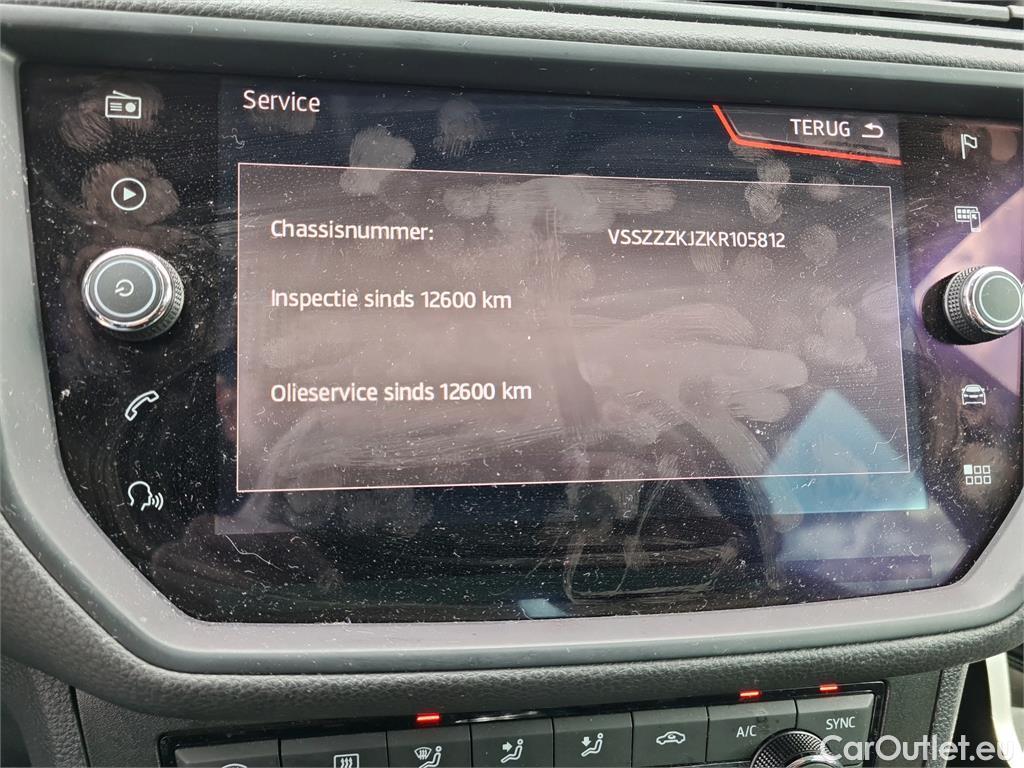 Service
TERUG
Chassisnummer: VSSZZZKJZKR105812
Inspectie sinds 12600 km
Olieservice sinds 12600 km
A/C
SYNC
CarOutlet.eu